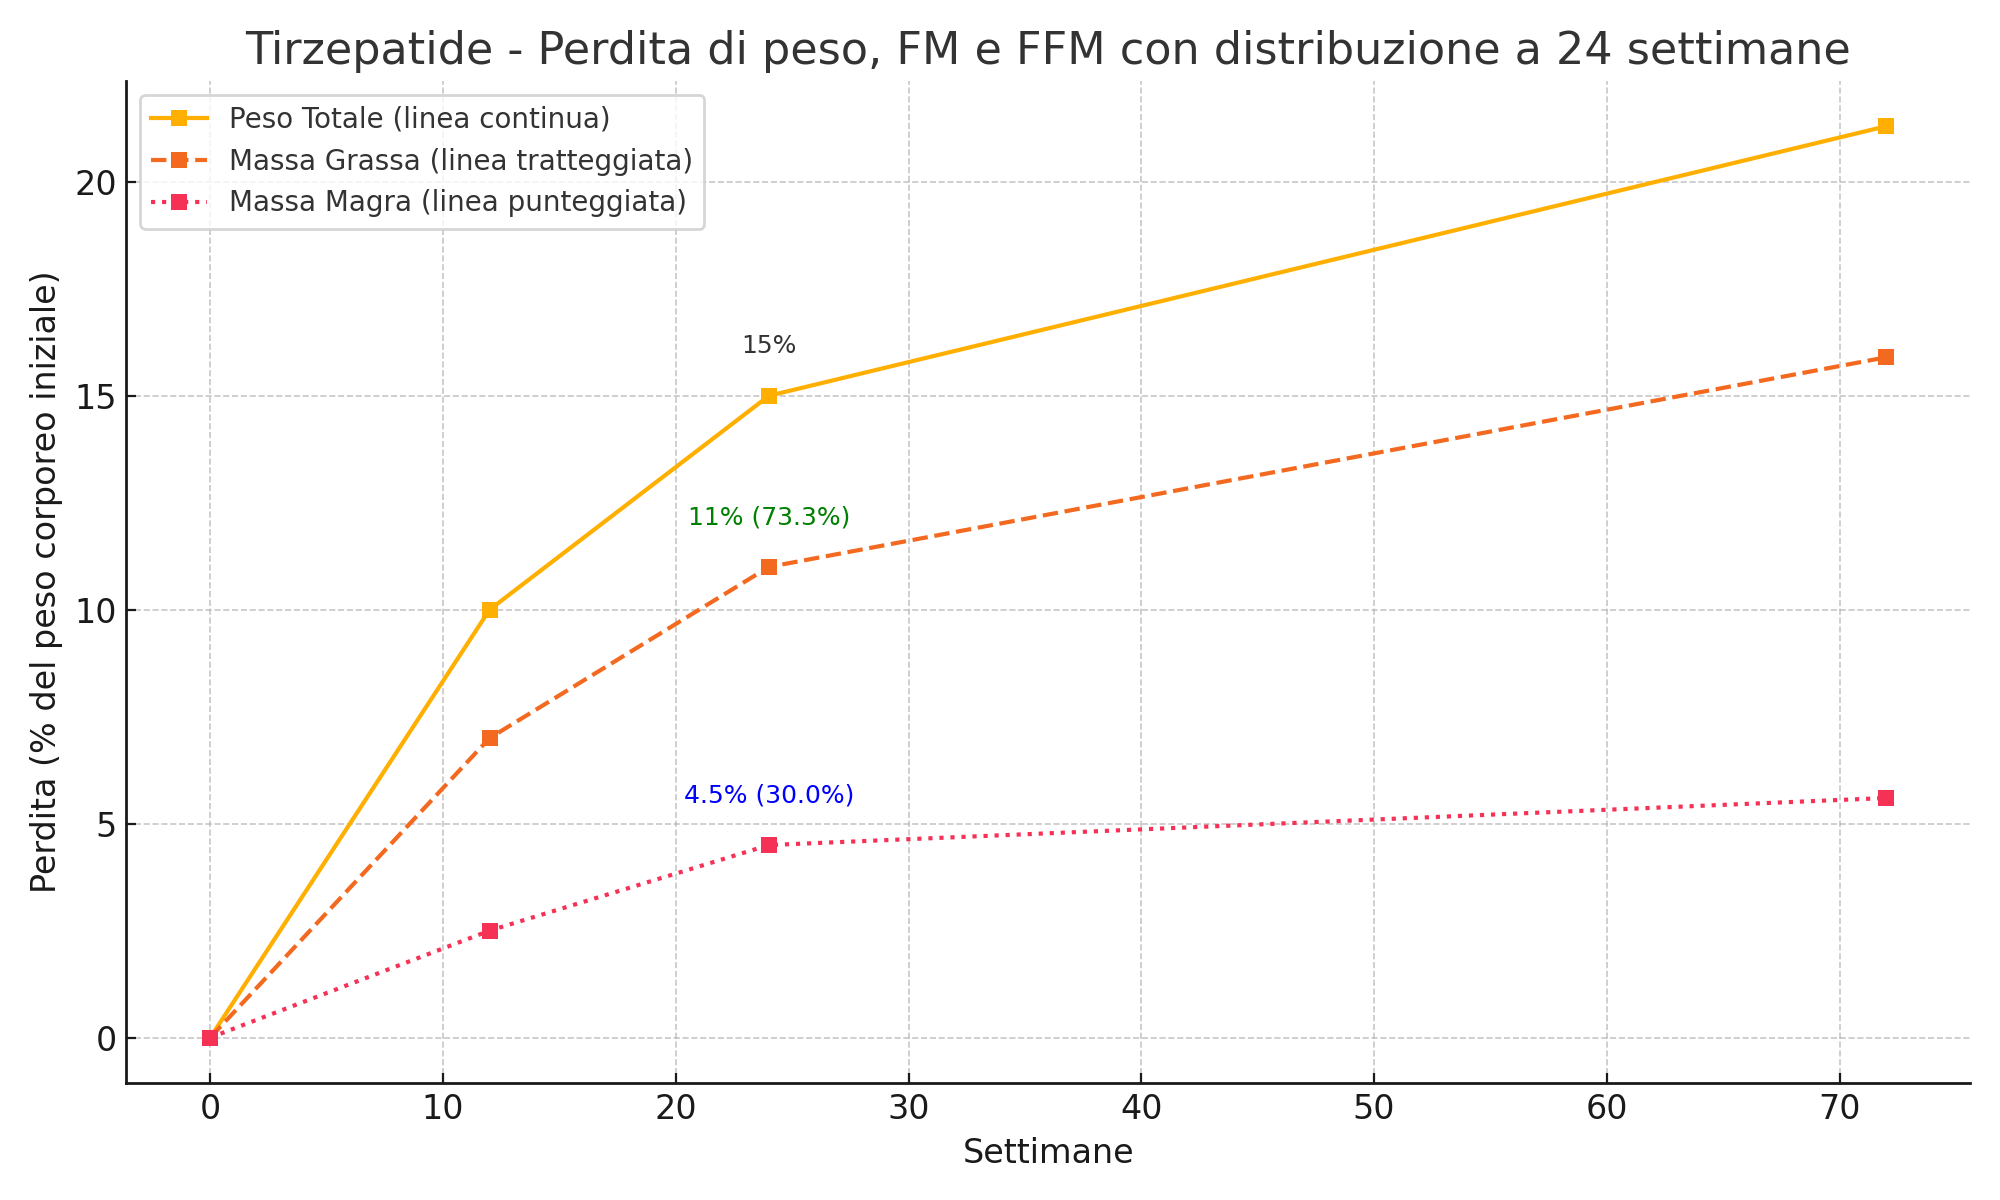 Tirzepatide - Perdita di peso, FM e FFM con distribuzione a 24 settimane
Peso Totale (linea continua)
Massa Grassa (linea tratteggiata)
Massa Magra (linea punteggiata)
Perdita (% del peso corporeo iniziale)
20
15
10
5
0
15%
11% (73.3%)
4.5% (30.0%)
0 10 20 30 40 50 60 70
Settimane